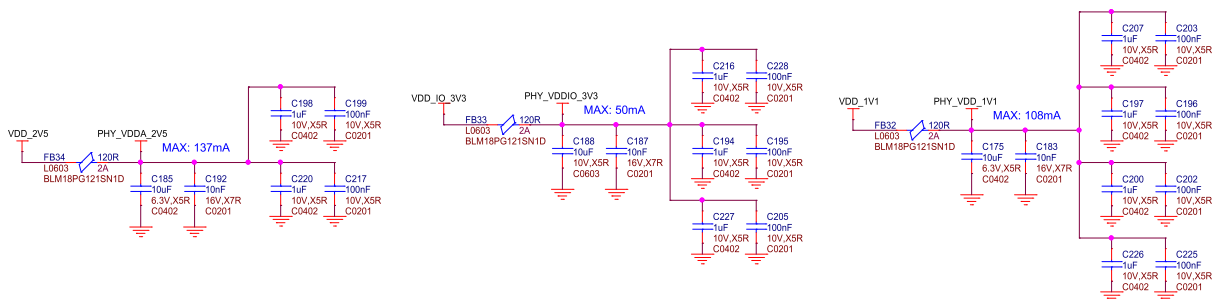 VDD_2V5
FB34
L0603
120R
2A
BLM18PG121SN1D
PHY_VDDA_2V5
MAX: 137mA
C185
10uF
6.3V,X5R
C0402
C192
10nF
16V,X7R
C0201
C198
1uF
10V,X5R
C0402
C199
100nF
10V,X5R
C0201
C220
1uF
10V,X5R
C0402
C217
100nF
10V,X5R
C0201
VDD_IO_3V3
FB33
L0603
120R
2A
BLM18PG121SN1D
PHY_VDDIO_3V3
MAX: 50mA
C188
10uF
10V,X5R
C0603
C187
10nF
16V,X7R
C0201
C216
1uF
10V,X5R
C0402
C228
100nF
10V,X5R
C0201
C194
1uF
10V,X5R
C0402
C195
100nF
10V,X5R
C0201
C227
1uF
10V,X5R
C0402
C205
100nF
10V,X5R
C0201
VDD_1V1
FB32
L0603
120R
2A
BLM18PG121SN1D
PHY_VDD_1V1
MAX: 108mA
C175
10uF
6.3V,X5R
C0402
C183
10nF
16V,X7R
C0201
C207
1uF
10V,X5R
C0402
C203
100nF
10V,X5R
C0201
C197
1uF
10V,X5R
C0402
C196
100nF
10V,X5R
C0201
C200
1uF
10V,X5R
C0402
C202
100nF
10V,X5R
C0201
C226
1uF
10V,X5R
C0402
C225
100nF
10V,X5R
C0201